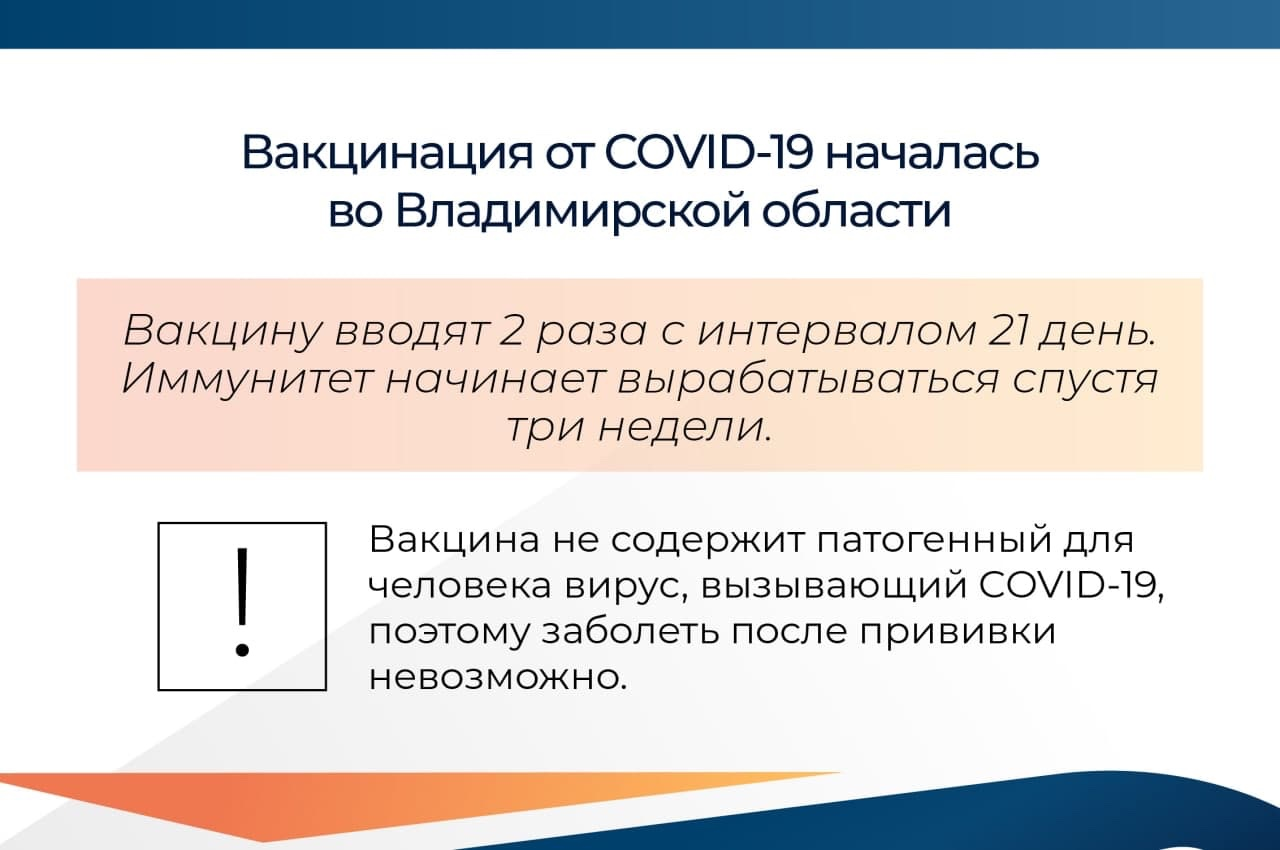 Вакцинация от COVID-19 началась
во Владимирской области
Вакцину вводят 2 раза с интервалом 21 день.
Иммунитет начинает вырабатываться спустя
три недели.
!
Вакцина не содержит патогенный для
человека вирус, вызывающий COVID-19,
поэтому заболеть после прививки
невозможно.